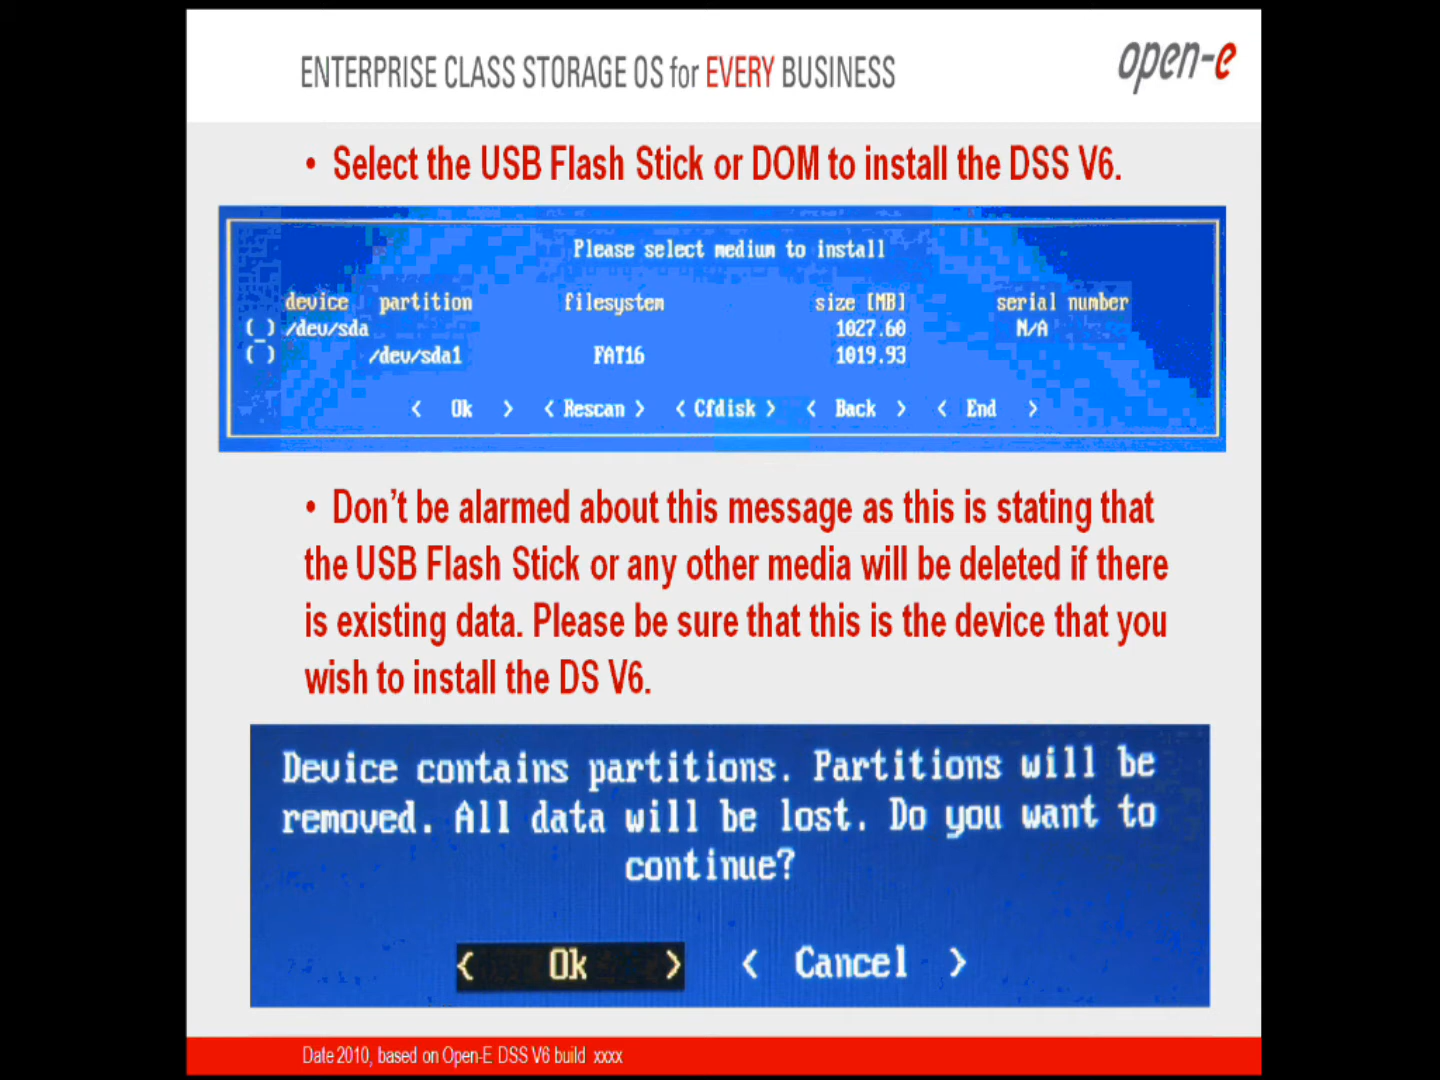 ENTERPRISE CLASS STORAGE OS for EVERY BUSINESS
open-e
• Select the USB Flash Stick or DOM to install the DSS V6.
Please select medium to install
device partition filesystem size [MB] serial number
(_) /dev/sda 1027.60 N/A
( ) /dev/sda1 FAT16 1019.93
< Ok > < Rescan > < Cfdisk > < Back > < End >
• Don't be alarmed about this message as this is stating that
the USB Flash Stick or any other media will be deleted if there
is existing data. Please be sure that this is the device that you
wish to install the DS V6.
Device contains partitions. Partitions will be
removed. All data will be lost. Do you want to
continue?
< Ok > < Cancel >
Date 2010, based on Open-E DSS V6 build xxxx